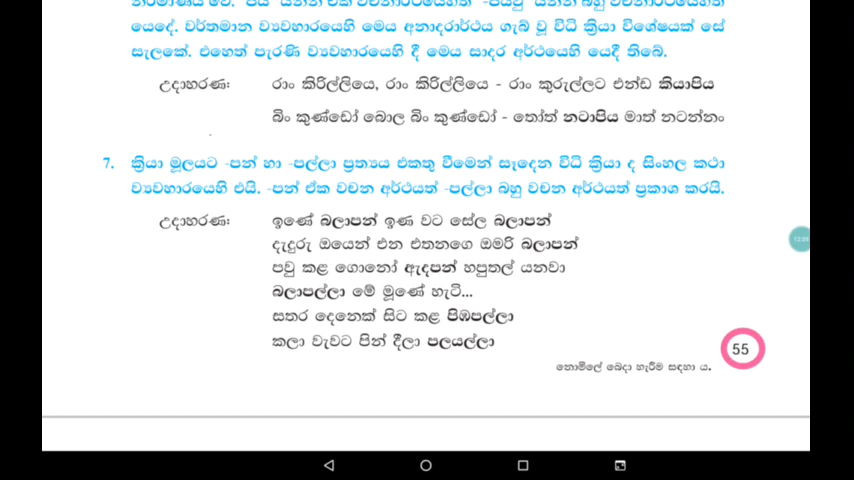 යෙදේ. වර්තමාන ව්‍යවහාරයෙහි මෙය අනාදරාර්ථය ගැබ් වූ විධි ක්‍රියා විශේෂයක් සේ
සැලකේ. එහෙත් පැරණි ව්‍යවහාරයෙහි දී මෙය සාදර අර්ථයෙහි යෙදී තිබේ.
උදාහරණ: රාං කිරිල්ලියෙ, රාං කිරිල්ලියෙ - රාං කුරුල්ලට එන්ඩ කියාපිය
බිං කුණ්ඩෝ බොල බිං කුණ්ඩෝ - තෝත් නටාපිය මාත් නටන්නං
7. ක්‍රියා මූලයට -පන් හා -පල්ලා ප්‍රත්‍යය එකතු වීමෙන් සෑදෙන විධි ක්‍රියා ද සිංහල කථා
ව්‍යවහාරයෙහි එයි. -පන් ඒක වචන අර්ථයත් -පල්ලා බහු වචන අර්ථයත් ප්‍රකාශ කරයි.
උදාහරණ: ඉණේ බලාපන් ඉණ වට සේල බලාපන්
දැදුරු ඔයෙන් එන එතනගෙ ඔමරි බලාපන්
පවු කළ ගොනෝ ඇදපන් හපුතල් යනවා
බලාපල්ලා මේ මූණේ හැටි...
සතර දෙනෙක් සිට කළ පිඹපල්ලා
කලා වැවට පින් දීලා පලයල්ලා
55
නොමිලේ බෙදා හැරීම සඳහා ය.